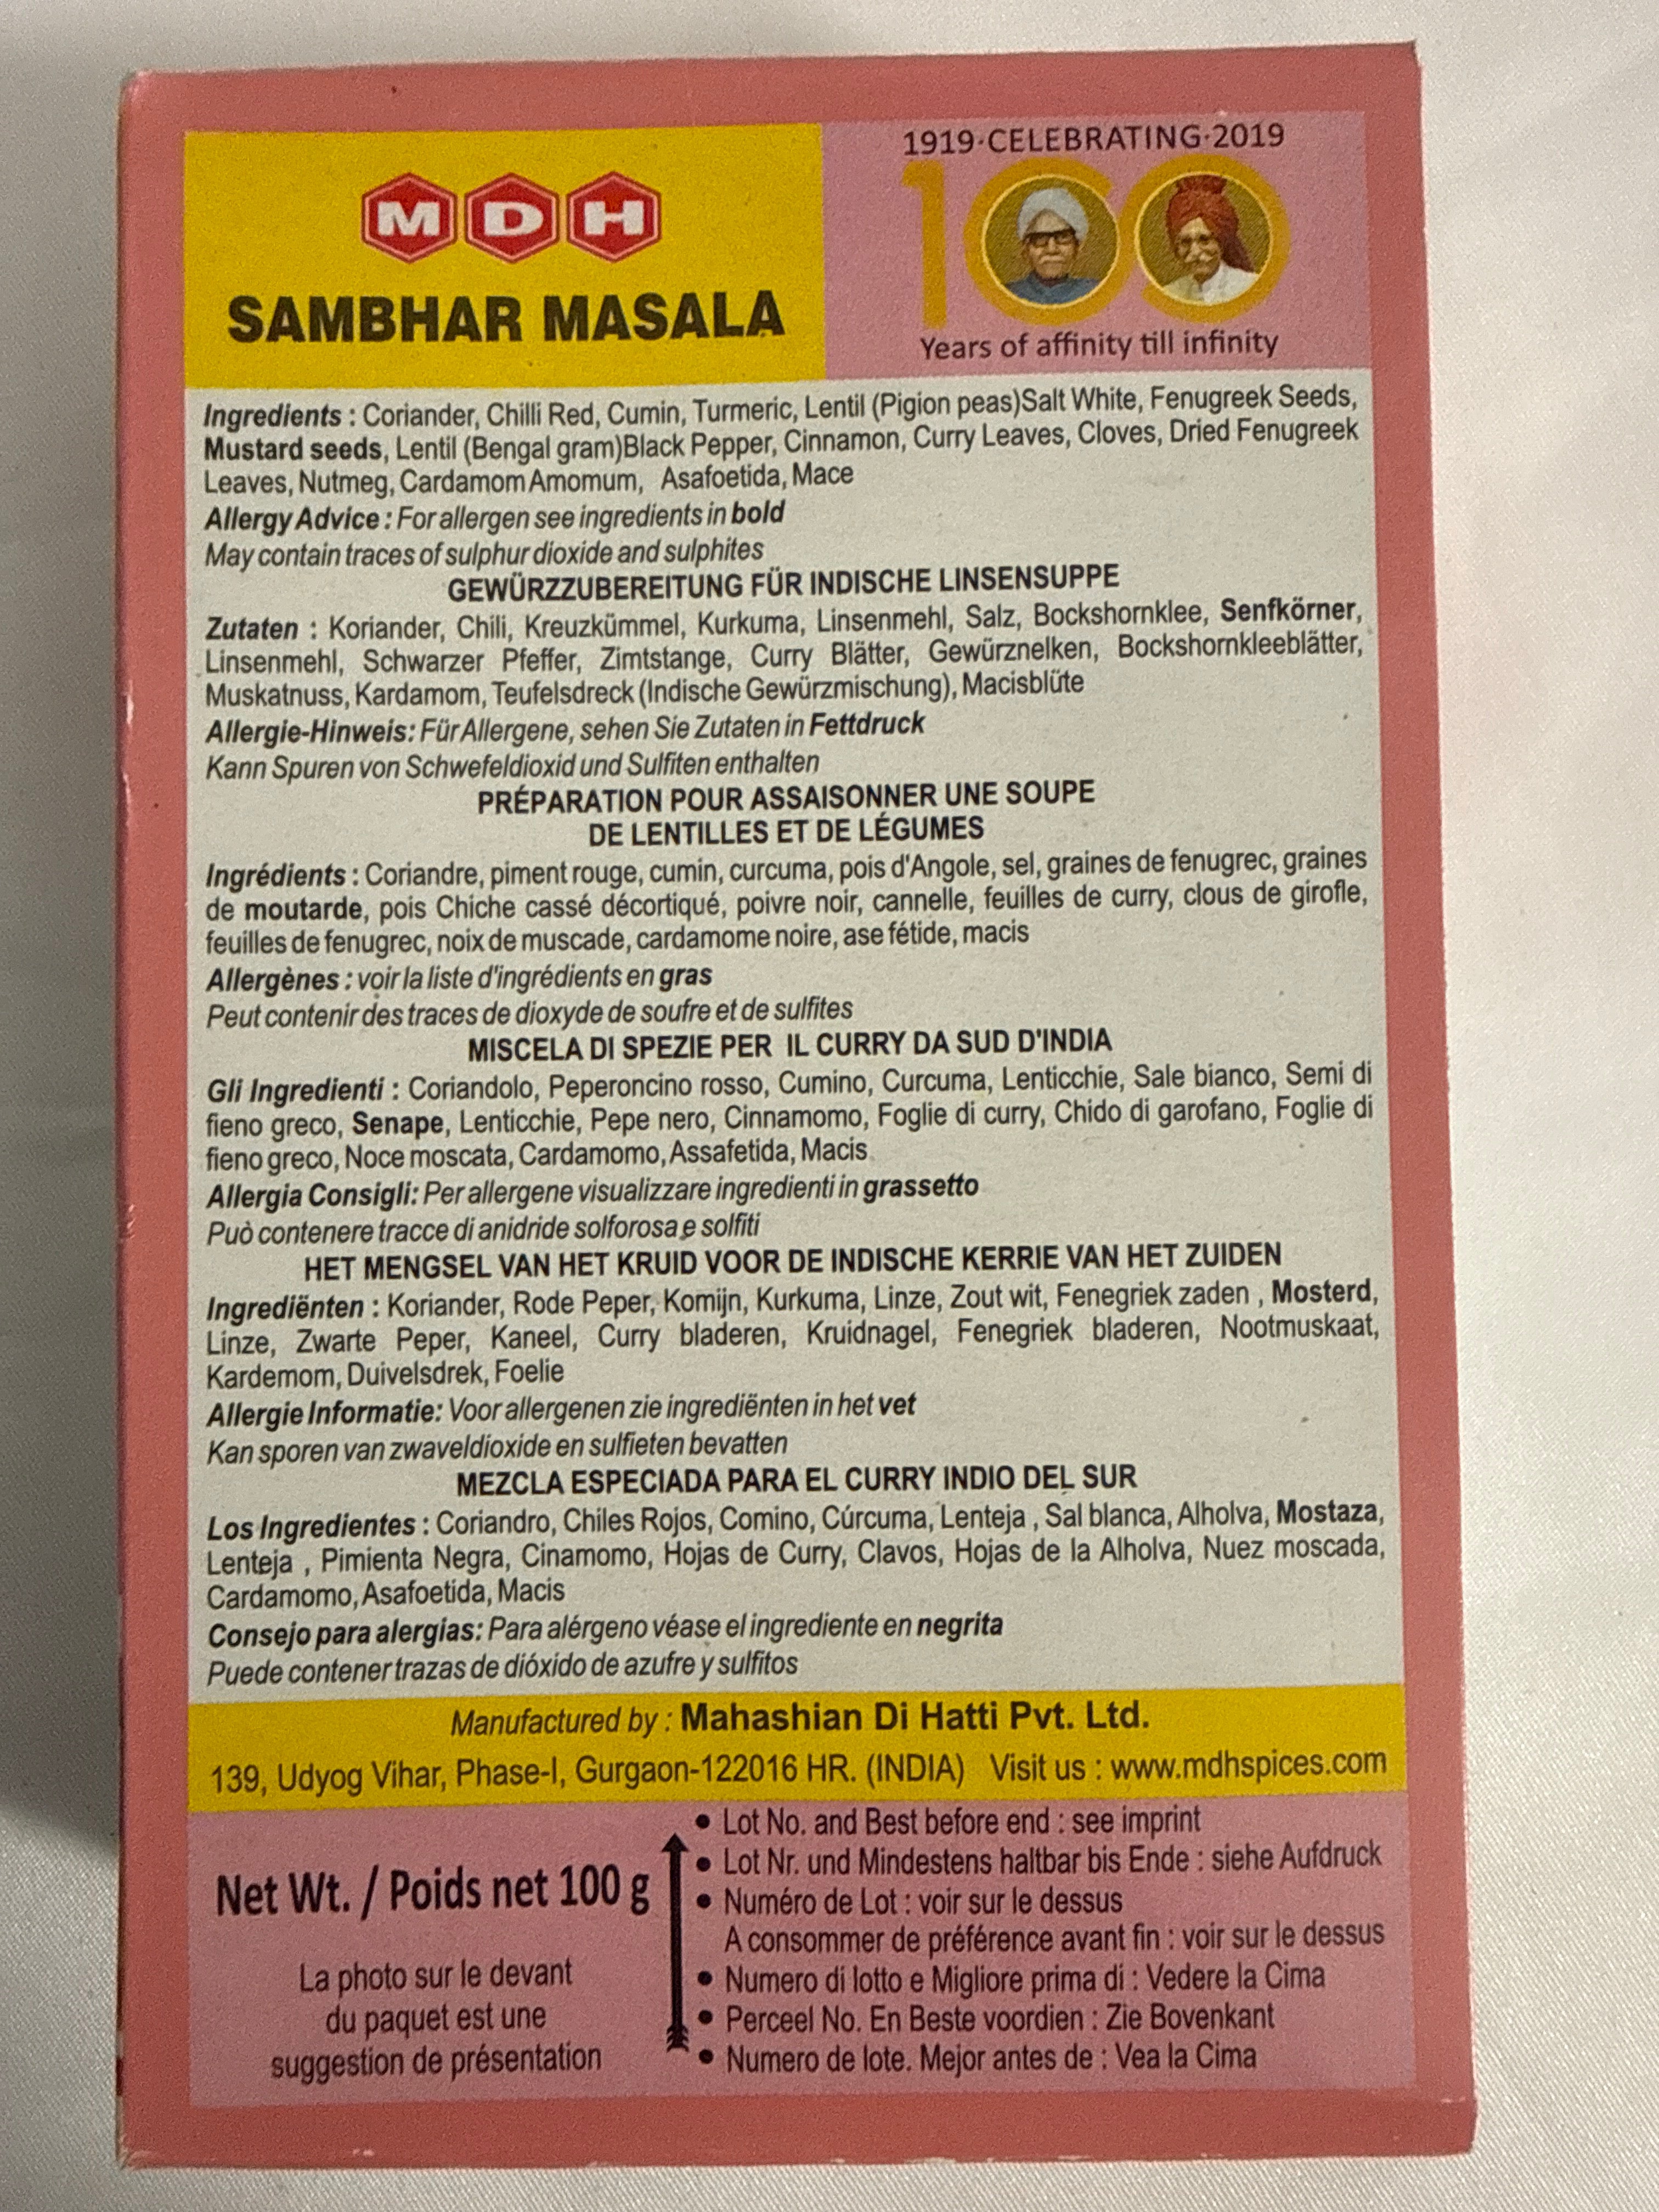 MDH
SAMBHAR MASALA
1919·CELEBRATING·2019
100
Years of affinity till infinity
Ingredients : Coriander, Chilli Red, Cumin, Turmeric, Lentil (Pigion peas)Salt White, Fenugreek Seeds,
Mustard seeds, Lentil (Bengal gram)Black Pepper, Cinnamon, Curry Leaves, Cloves, Dried Fenugreek
Leaves, Nutmeg, Cardamom Amomum, Asafoetida, Mace
Allergy Advice : For allergen see ingredients in bold
May contain traces of sulphur dioxide and sulphites
GEWÜRZZUBEREITUNG FÜR INDISCHE LINSENSUPPE
Zutaten : Koriander, Chili, Kreuzkümmel, Kurkuma, Linsenmehl, Salz, Bockshornklee, Senfkörner,
Linsenmehl, Schwarzer Pfeffer, Zimtstange, Curry Blätter, Gewürznelken, Bockshornkleeblätter,
Muskatnuss, Kardamom, Teufelsdreck (Indische Gewürzmischung), Macisblüte
Allergie-Hinweis: Für Allergene, sehen Sie Zutaten in Fettdruck
Kann Spuren von Schwefeldioxid und Sulfiten enthalten
PRÉPARATION POUR ASSAISONNER UNE SOUPE
DE LENTILLES ET DE LÉGUMES
Ingrédients : Coriandre, piment rouge, cumin, curcuma, pois d'Angole, sel, graines de fenugrec, graines
de moutarde, pois Chiche cassé décortiqué, poivre noir, cannelle, feuilles de curry, clous de girofle,
feuilles de fenugrec, noix de muscade, cardamome noire, ase fétide, macis
Allergènes : voir la liste d'ingrédients en gras
Peut contenir des traces de dioxyde de soufre et de sulfites
MISCELA DI SPEZIE PER IL CURRY DA SUD D'INDIA
Gli Ingredienti : Coriandolo, Peperoncino rosso, Cumino, Curcuma, Lenticchie, Sale bianco, Semi di
fieno greco, Senape, Lenticchie, Pepe nero, Cinnamomo, Foglie di curry, Chido di garofano, Foglie di
fieno greco, Noce moscata, Cardamomo, Assafetida, Macis
Allergia Consigli: Per allergene visualizzare ingredienti in grassetto
Può contenere tracce di anidride solforosa e solfiti
HET MENGSEL VAN HET KRUID VOOR DE INDISCHE KERRIE VAN HET ZUIDEN
Ingrediënten : Koriander, Rode Peper, Komijn, Kurkuma, Linze, Zout wit, Fenegriek zaden , Mosterd,
Linze, Zwarte Peper, Kaneel, Curry bladeren, Kruidnagel, Fenegriek bladeren, Nootmuskaat,
Kardemom, Duivelsdrek, Foelie
Allergie Informatie: Voor allergenen zie ingrediënten in het vet
Kan sporen van zwaveldioxide en sulfieten bevatten
MEZCLA ESPECIADA PARA EL CURRY INDIO DEL SUR
Los Ingredientes : Coriandro, Chiles Rojos, Comino, Cúrcuma, Lenteja , Sal blanca, Alholva, Mostaza,
Lenteja , Pimienta Negra, Cinamomo, Hojas de Curry, Clavos, Hojas de la Alholva, Nuez moscada,
Cardamomo, Asafoetida, Macis
Consejo para alergias: Para alérgeno véase el ingrediente en negrita
Puede contener trazas de dióxido de azufre y sulfitos
Manufactured by : Mahashian Di Hatti Pvt. Ltd.
139, Udyog Vihar, Phase-I, Gurgaon-122016 HR. (INDIA) Visit us : www.mdhspices.com
Net Wt. / Poids net 100 g
La photo sur le devant
du paquet est une
suggestion de présentation
• Lot No. and Best before end : see imprint
• Lot Nr. und Mindestens haltbar bis Ende : siehe Aufdruck
• Numéro de Lot : voir sur le dessus
A consommer de préférence avant fin : voir sur le dessus
• Numero di lotto e Migliore prima di : Vedere la Cima
• Perceel No. En Beste voordien : Zie Bovenkant
• Numero de lote. Mejor antes de : Vea la Cima